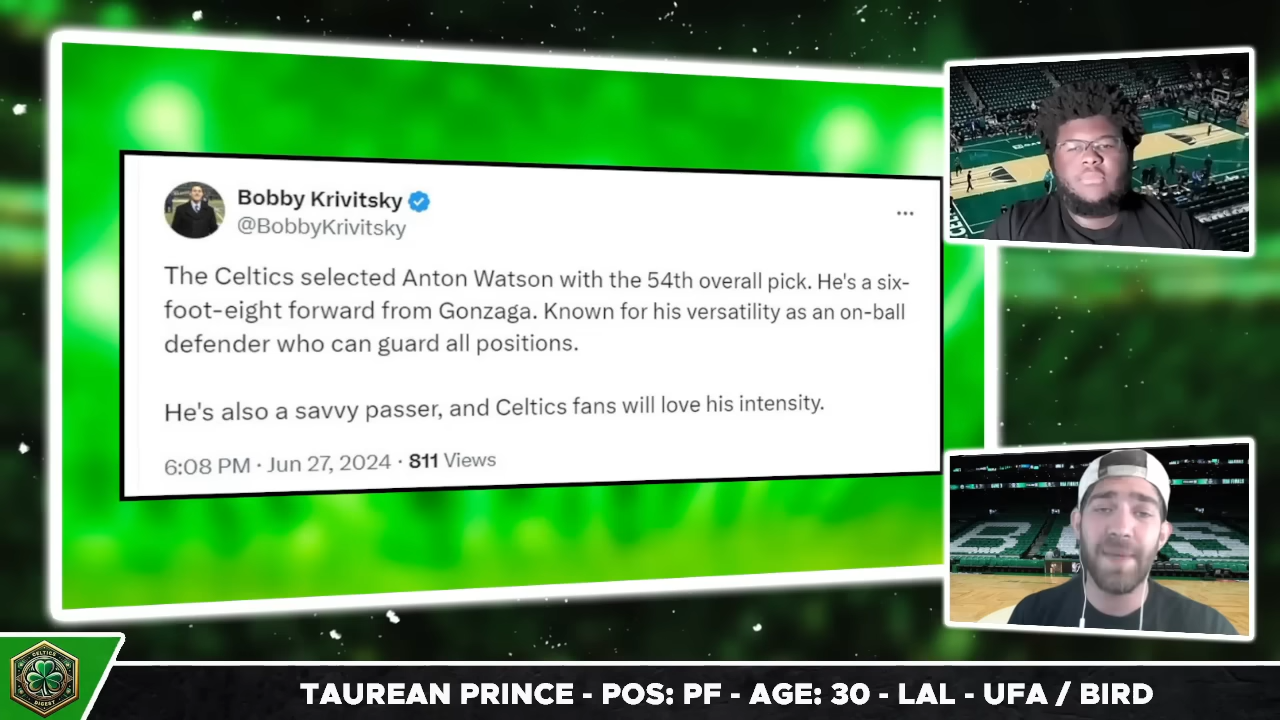 Bobby Krivitsky
@BobbyKrivitsky
The Celtics selected Anton Watson with the 54th overall pick. He's a six-
foot-eight forward from Gonzaga. Known for his versatility as an on-ball
defender who can guard all positions.
He's also a savvy passer, and Celtics fans will love his intensity.
6:08 PM · Jun 27, 2024 · 811 Views
CELTICS
DIGEST
TAUREAN PRINCE - POS: PF - AGE: 30 - LAL - UFA / BIRD